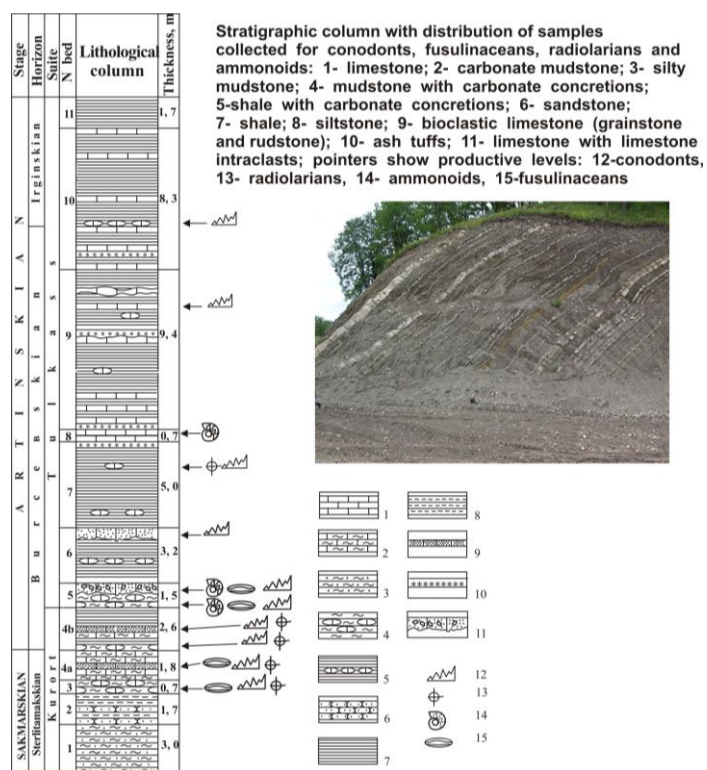 Stratigraphic column with distribution of samples
collected for conodonts, fusulinaceans, radiolarians and
ammonoids: 1- limestone; 2- carbonate mudstone; 3- silty
mudstone; 4- mudstone with carbonate concretions;
5-shale with carbonate concretions; 6- sandstone;
7- shale; 8- siltstone; 9- bioclastic limestone (grainstone
and rudstone); 10- ash tuffs; 11- limestone with limestone
intraclasts; pointers show productive levels: 12-conodonts,
13- radiolarians, 14- ammonoids, 15-fusulinaceans
Stage
Horizon
Suite
N bed
Lithological
column
Thickness, m
ARTINSKIAN
SAKMARSKIAN
Irginskian
Burcevskian
Sterlitamakskian
Tulkass
Kurort
11
1,7
10
8,3
9
9,4
8
0,7
7
5,0
6
3,2
5
1,5
4b
2,6
4a
1,8
3
0,7
2
1,7
1
3,0
1
2
3
4
5
6
7
8
9
10
11
12
13
14
15